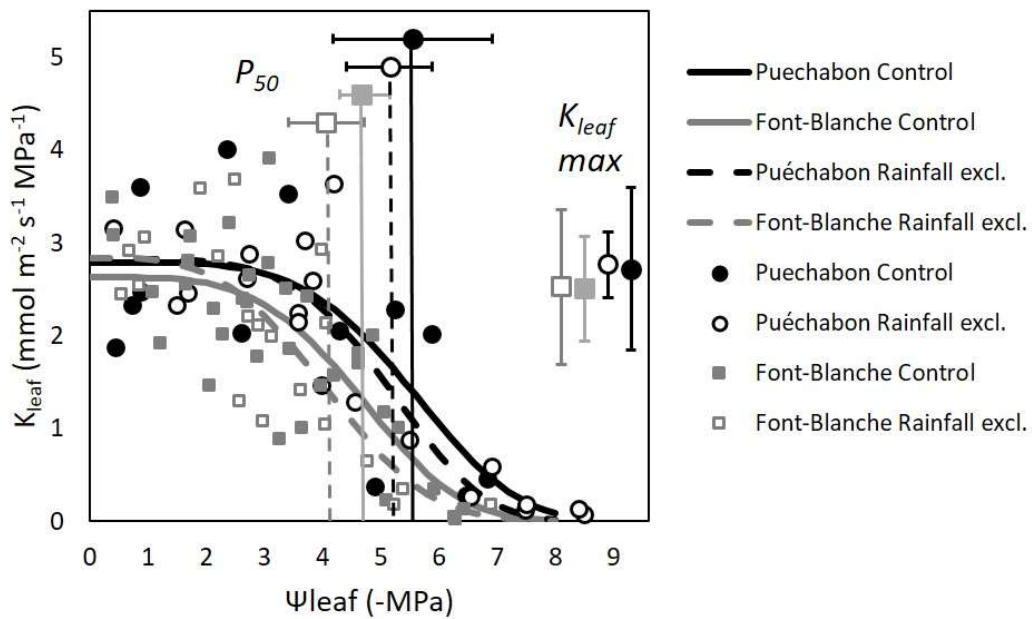 5
4
3
2
1
0
K_leaf (mmol m⁻² s⁻¹ MPa⁻¹)
P₅₀
K_leaf
max
0 1 2 3 4 5 6 7 8 9
Ψleaf (-MPa)
Puechabon Control
Font-Blanche Control
Puéchabon Rainfall excl.
Font-Blanche Rainfall excl.
Puechabon Control
Puéchabon Rainfall excl.
Font-Blanche Control
Font-Blanche Rainfall excl.